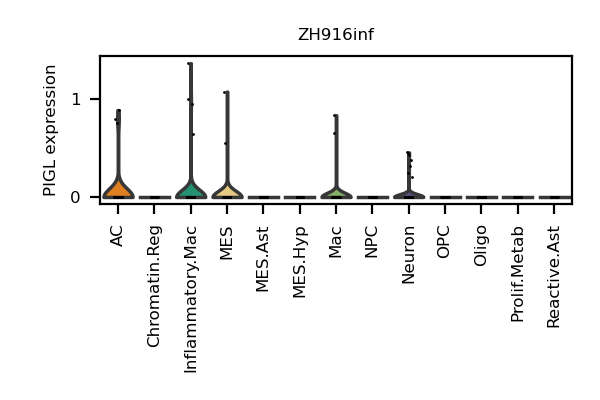 ZH916inf
PIGL expression
1
0
AC
Chromatin.Reg
Inflammatory.Mac
MES
MES.Ast
MES.Hyp
Mac
NPC
Neuron
OPC
Oligo
Prolif.Metab
Reactive.Ast